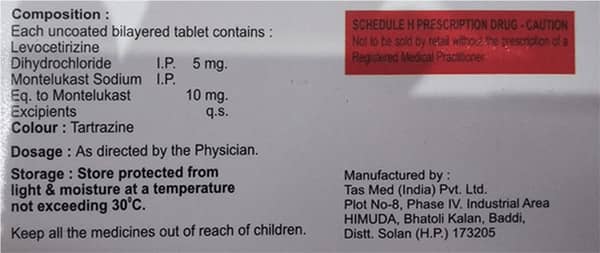 Composition :
Each uncoated bilayered tablet contains :
Levocetirizine
Dihydrochloride I.P. 5 mg.
Montelukast Sodium I.P.
Eq. to Montelukast 10 mg.
Excipients q.s.
Colour : Tartrazine
Dosage : As directed by the Physician.
Storage : Store protected from
light & moisture at a temperature
not exceeding 30°C.
Keep all the medicines out of reach of children.
SCHEDULE H PRESCRIPTION DRUG - CAUTION
Not to be sold by retail without the prescription of a
Registered Medical Practitioner.
Manufactured by :
Tas Med (India) Pvt. Ltd.
Plot No-8, Phase IV. Industrial Area
HIMUDA, Bhatoli Kalan, Baddi,
Distt. Solan (H.P.) 173205